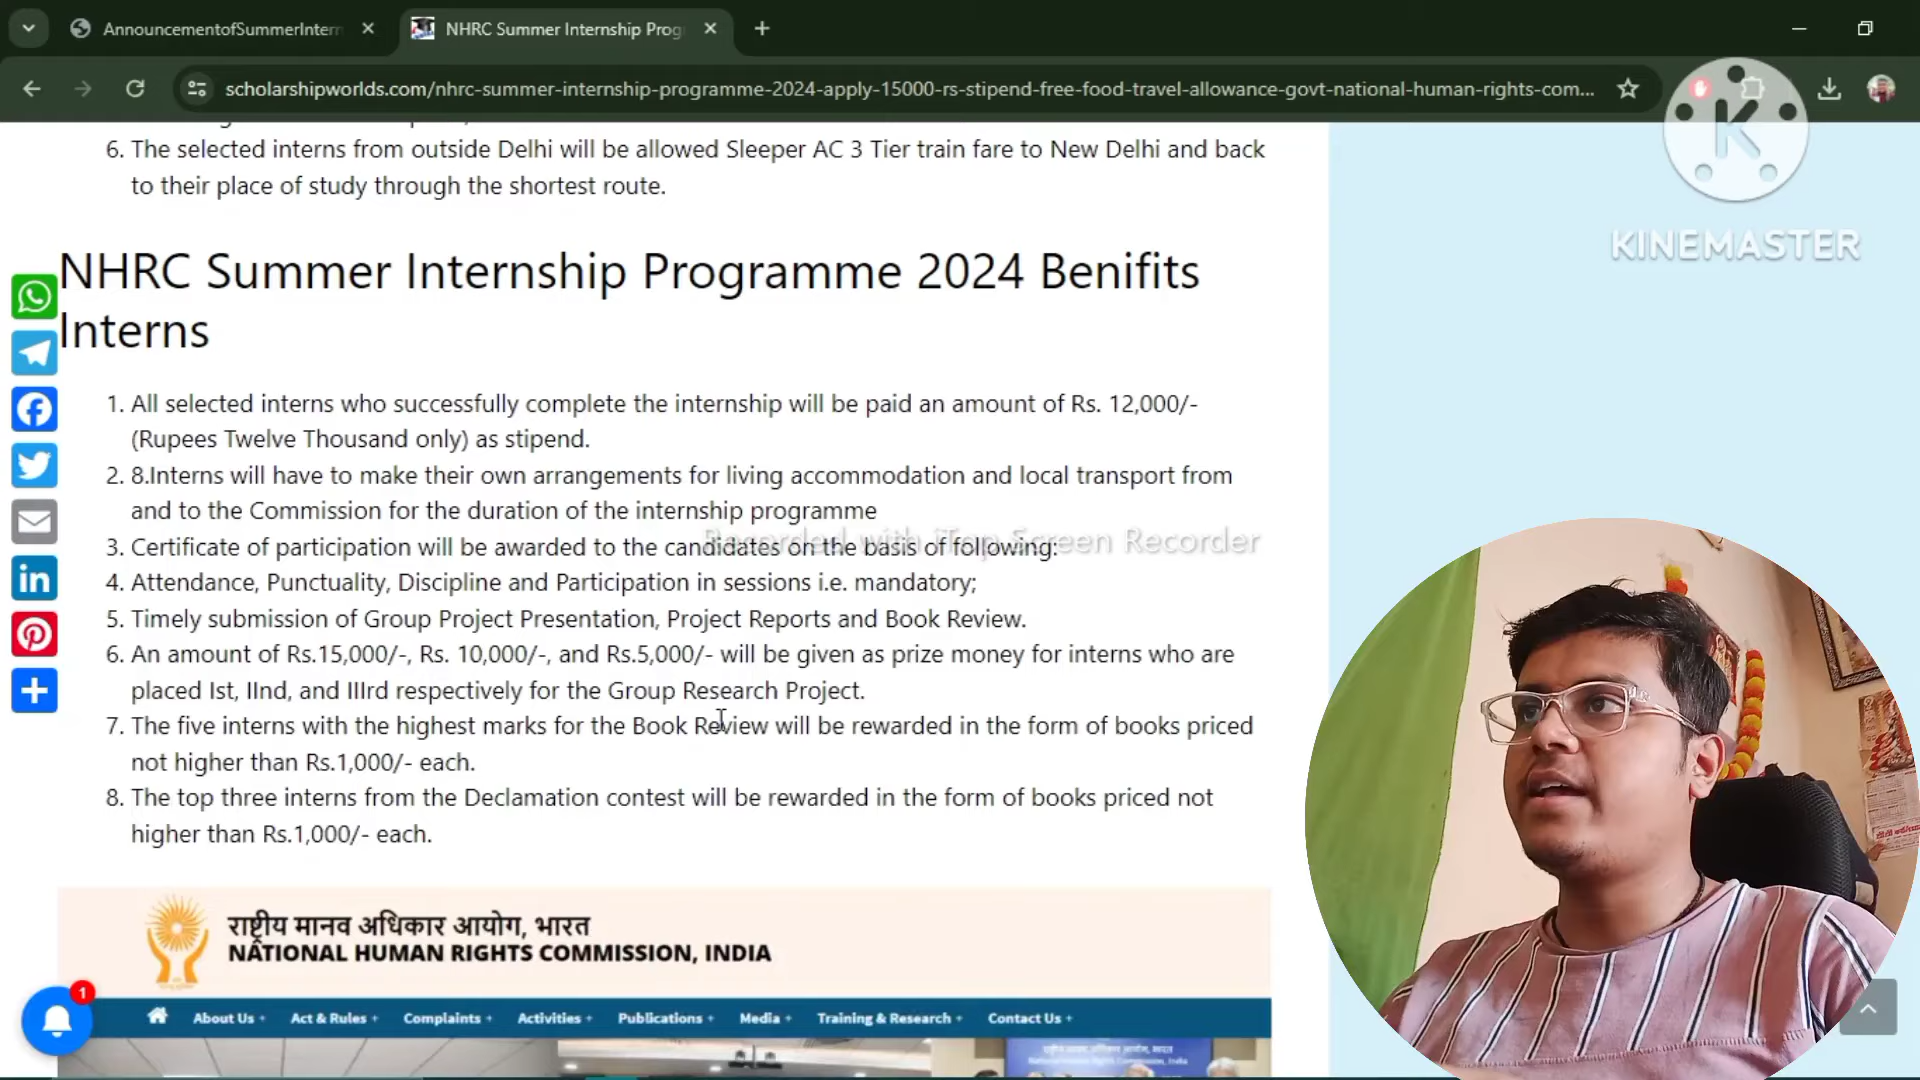 AnnouncementofSummerIntern
NHRC Summer Internship Prog
scholarshipworlds.com/nhrc-summer-internship-programme-2024-apply-15000-rs-stipend-free-food-travel-allowance-govt-national-human-rights-com...
K
KINEMASTER
6. The selected interns from outside Delhi will be allowed Sleeper AC 3 Tier train fare to New Delhi and back
to their place of study through the shortest route.
NHRC Summer Internship Programme 2024 Benifits
Interns
1. All selected interns who successfully complete the internship will be paid an amount of Rs. 12,000/-
(Rupees Twelve Thousand only) as stipend.
2. 8.Interns will have to make their own arrangements for living accommodation and local transport from
and to the Commission for the duration of the internship programme
Recorded with iTop Screen Recorder
3. Certificate of participation will be awarded to the candidates on the basis of following:
4. Attendance, Punctuality, Discipline and Participation in sessions i.e. mandatory;
5. Timely submission of Group Project Presentation, Project Reports and Book Review.
6. An amount of Rs.15,000/-, Rs. 10,000/-, and Rs.5,000/- will be given as prize money for interns who are
placed Ist, IInd, and IIIrd respectively for the Group Research Project.
7. The five interns with the highest marks for the Book Review will be rewarded in the form of books priced
not higher than Rs.1,000/- each.
8. The top three interns from the Declamation contest will be rewarded in the form of books priced not
higher than Rs.1,000/- each.
राष्ट्रीय मानव अधिकार आयोग, भारत
NATIONAL HUMAN RIGHTS COMMISSION, INDIA
1
About Us + Act & Rules + Complaints + Activities + Publications + Media + Training & Research + Contact Us +